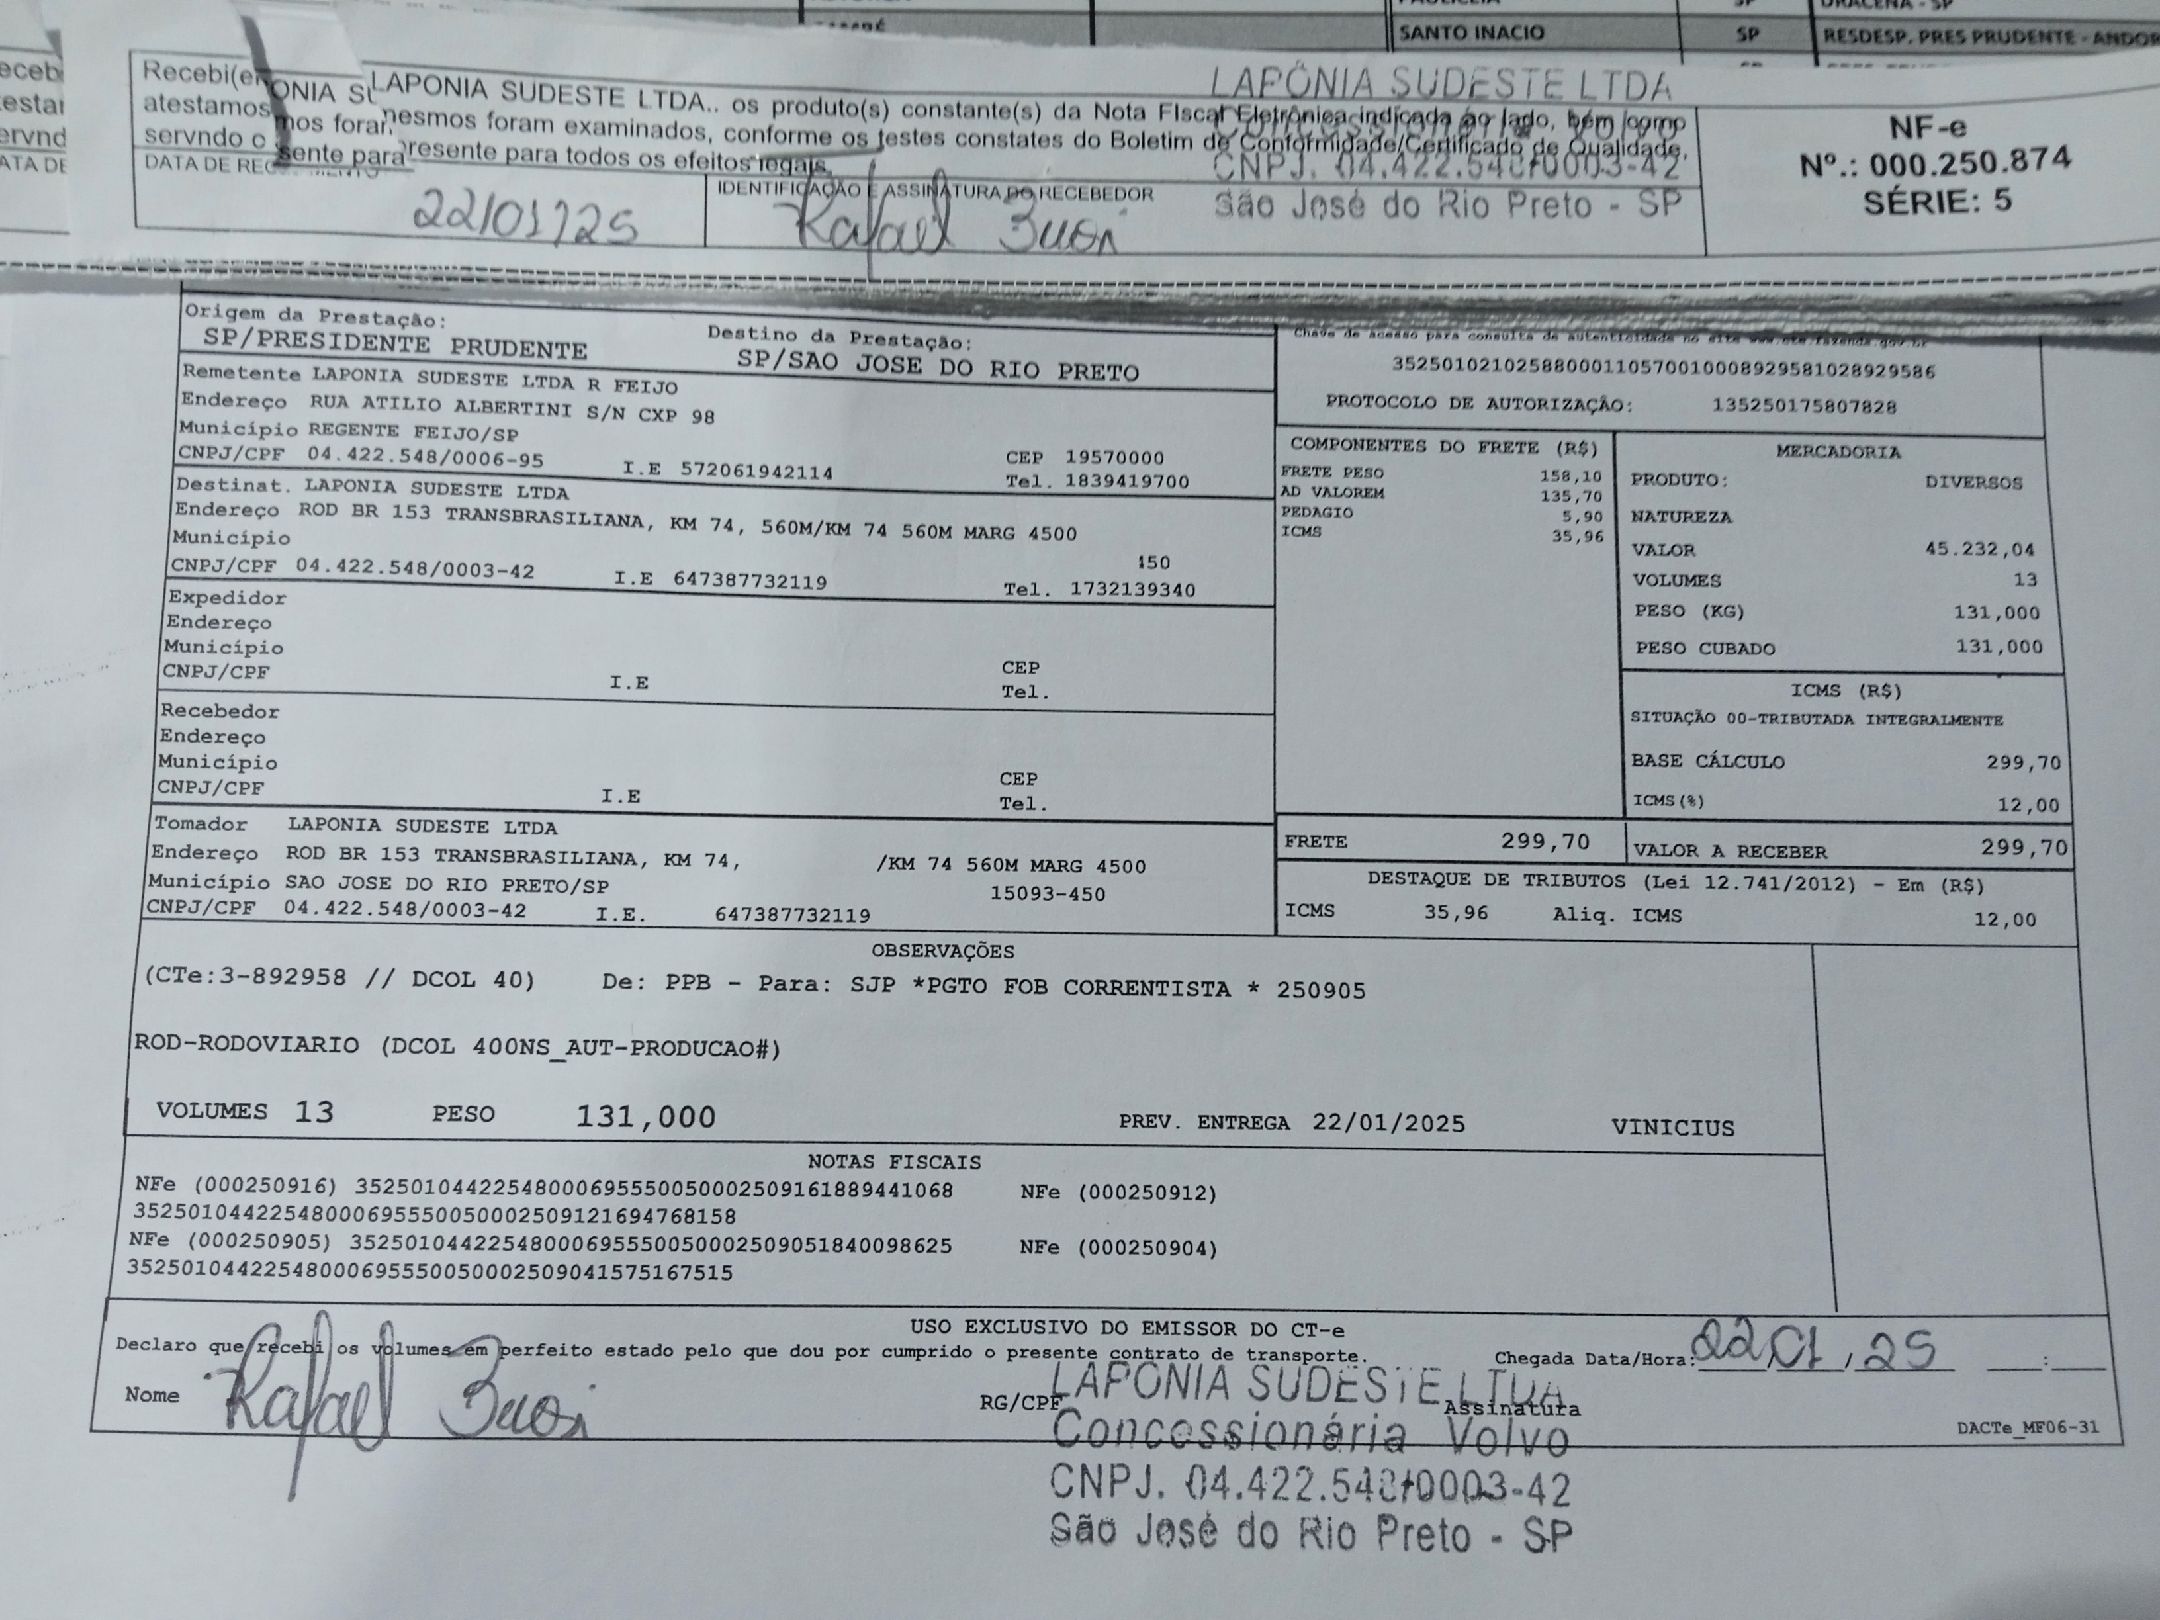 SANTO INACIO SP RESDESP. PRES PRUDENTE - ANDOR
LAPONIA SUDESTE LTDA.. os produto(s) constante(s) da Nota FIscal Eletrônica indicada ao lado, bém como
atestamos mos foram examinados, conforme os testes constates do Boletim de Conformidade/Certificado de Qualidade,
servndo o presente para todos os efeitos legais.
DATA DE RECEBIMENTO
22/01/25
IDENTIFICAÇÃO E ASSINATURA DO RECEBEDOR
Rafael Buosi
LAPÔNIA SUDESTE LTDA
Concessionária Volvo
CNPJ. 04.422.548/0003-42
São José do Rio Preto - SP
NF-e
Nº.: 000.250.874
SÉRIE: 5
Origem da Prestação:
SP/PRESIDENTE PRUDENTE
Destino da Prestação:
SP/SAO JOSE DO RIO PRETO
Remetente LAPONIA SUDESTE LTDA R FEIJO
Endereço RUA ATILIO ALBERTINI S/N CXP 98
Município REGENTE FEIJO/SP
CEP 19570000
CNPJ/CPF 04.422.548/0006-95 I.E 572061942114 Tel. 1839419700
Destinat. LAPONIA SUDESTE LTDA
Endereço ROD BR 153 TRANSBRASILIANA, KM 74, 560M/KM 74 560M MARG 4500
Município 450
CNPJ/CPF 04.422.548/0003-42 I.E 647387732119 Tel. 1732139340
Expedidor
Endereço
Município CEP
CNPJ/CPF I.E Tel.
Recebedor
Endereço
Município CEP
CNPJ/CPF I.E Tel.
Tomador LAPONIA SUDESTE LTDA
Endereço ROD BR 153 TRANSBRASILIANA, KM 74, /KM 74 560M MARG 4500
Município SAO JOSE DO RIO PRETO/SP 15093-450
CNPJ/CPF 04.422.548/0003-42 I.E. 647387732119
Chave de acesso para consulta de autenticidade no site www.cte.fazenda.gov.br
35250102102588000110570010008929581028929586
PROTOCOLO DE AUTORIZAÇÃO: 135250175807828
COMPONENTES DO FRETE (R$)
FRETE PESO 158,10
AD VALOREM 135,70
PEDAGIO 5,90
ICMS 35,96
MERCADORIA
PRODUTO: DIVERSOS
NATUREZA
VALOR 45.232,04
VOLUMES 13
PESO (KG) 131,000
PESO CUBADO 131,000
ICMS (R$)
SITUAÇÃO 00-TRIBUTADA INTEGRALMENTE
BASE CÁLCULO 299,70
ICMS(%) 12,00
FRETE 299,70 VALOR A RECEBER 299,70
DESTAQUE DE TRIBUTOS (Lei 12.741/2012) - Em (R$)
ICMS 35,96 Aliq. ICMS 12,00
OBSERVAÇÕES
(CTe:3-892958 // DCOL 40) De: PPB - Para: SJP *PGTO FOB CORRENTISTA * 250905
ROD-RODOVIARIO (DCOL 400NS_AUT-PRODUCAO#)
VOLUMES 13 PESO 131,000 PREV. ENTREGA 22/01/2025 VINICIUS
NOTAS FISCAIS
NFe (000250916) 35250104422548000695550050002509161889441068 NFe (000250912)
35250104422548000695550050002509121694768158
NFe (000250905) 35250104422548000695550050002509051840098625 NFe (000250904)
35250104422548000695550050002509041575167515
USO EXCLUSIVO DO EMISSOR DO CT-e
Declaro que recebi os volumes em perfeito estado pelo que dou por cumprido o presente contrato de transporte. Chegada Data/Hora: 22/01/25 :
Nome Rafael Buosi RG/CPF Assinatura
LAPÔNIA SUDESTE LTDA
Concessionária Volvo
CNPJ. 04.422.548/0003-42
São José do Rio Preto - SP
DACTe_MF06-31